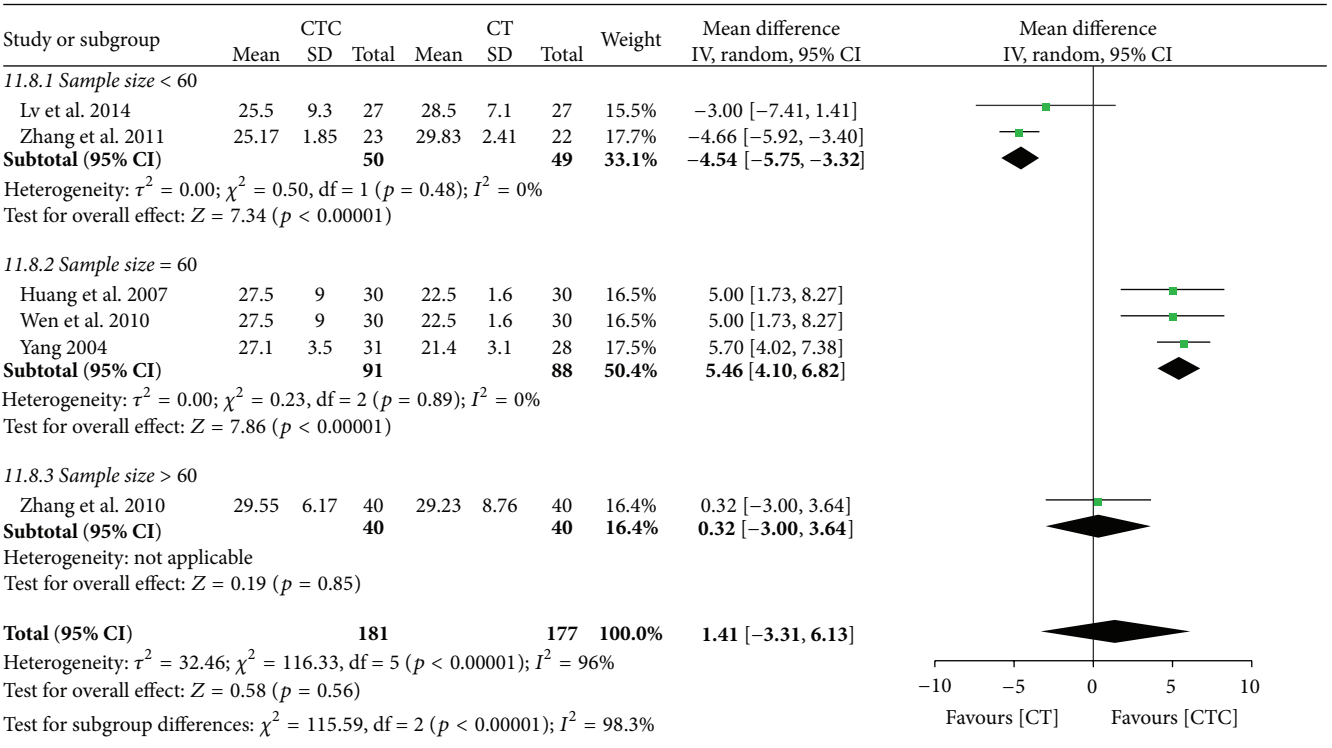 CTC CT Mean difference Mean difference
Study or subgroup Weight
Mean SD Total Mean SD Total IV, random, 95% CI IV, random, 95% CI
11.8.1 Sample size < 60
Lv et al. 2014 25.5 9.3 27 28.5 7.1 27 15.5% −3.00 [−7.41, 1.41]
Zhang et al. 2011 25.17 1.85 23 29.83 2.41 22 17.7% −4.66 [−5.92, −3.40]
Subtotal (95% CI) 50 49 33.1% −4.54 [−5.75, −3.32]
Heterogeneity: τ² = 0.00; χ² = 0.50, df = 1 (p = 0.48); I² = 0%
Test for overall effect: Z = 7.34 (p < 0.00001)
11.8.2 Sample size = 60
Huang et al. 2007 27.5 9 30 22.5 1.6 30 16.5% 5.00 [1.73, 8.27]
Wen et al. 2010 27.5 9 30 22.5 1.6 30 16.5% 5.00 [1.73, 8.27]
Yang 2004 27.1 3.5 31 21.4 3.1 28 17.5% 5.70 [4.02, 7.38]
Subtotal (95% CI) 91 88 50.4% 5.46 [4.10, 6.82]
Heterogeneity: τ² = 0.00; χ² = 0.23, df = 2 (p = 0.89); I² = 0%
Test for overall effect: Z = 7.86 (p < 0.00001)
11.8.3 Sample size > 60
Zhang et al. 2010 29.55 6.17 40 29.23 8.76 40 16.4% 0.32 [−3.00, 3.64]
Subtotal (95% CI) 40 40 16.4% 0.32 [−3.00, 3.64]
Heterogeneity: not applicable
Test for overall effect: Z = 0.19 (p = 0.85)
Total (95% CI) 181 177 100.0% 1.41 [−3.31, 6.13]
Heterogeneity: τ² = 32.46; χ² = 116.33, df = 5 (p < 0.00001); I² = 96%
Test for overall effect: Z = 0.58 (p = 0.56)
Test for subgroup differences: χ² = 115.59, df = 2 (p < 0.00001); I² = 98.3%
−10 −5 0 5 10
Favours [CT] Favours [CTC]